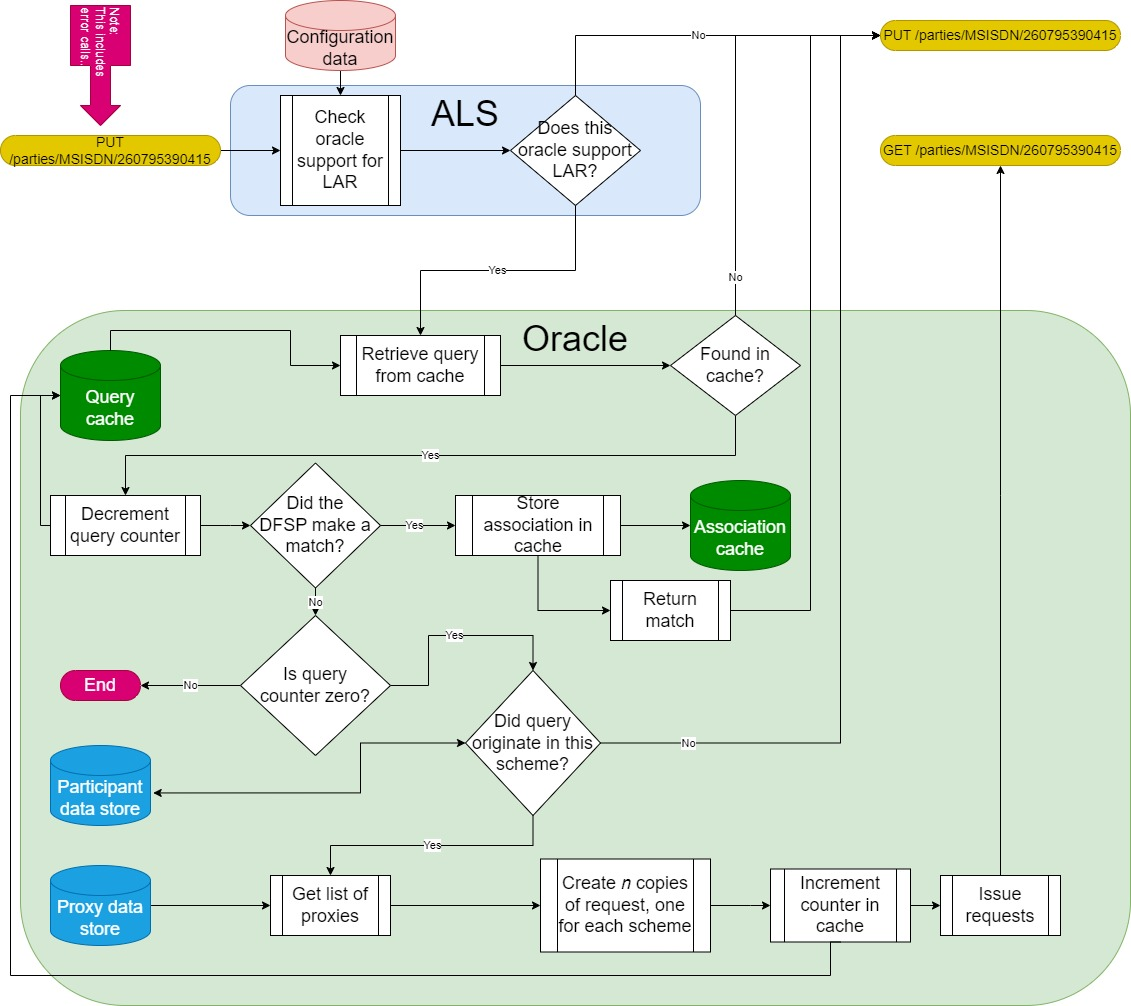 Note:
This includes
error calls..
Configuration
data
No
PUT /parties/MSISDN/260795390415
ALS
Check
oracle
support for
LAR
Does this
oracle support
LAR?
PUT
/parties/MSISDN/260795390415
GET /parties/MSISDN/260795390415
Yes
No
Oracle
Retrieve query
from cache
Found in
cache?
Query
cache
Yes
Decrement
query counter
Did the
DFSP make a
match?
Yes
Store
association in
cache
Association
cache
No
Return
match
Yes
Is query
counter zero?
End
No
Did query
originate in this
scheme?
No
Participant
data store
Yes
Proxy data
store
Get list of
proxies
Create n copies
of request, one
for each scheme
Increment
counter in
cache
Issue
requests